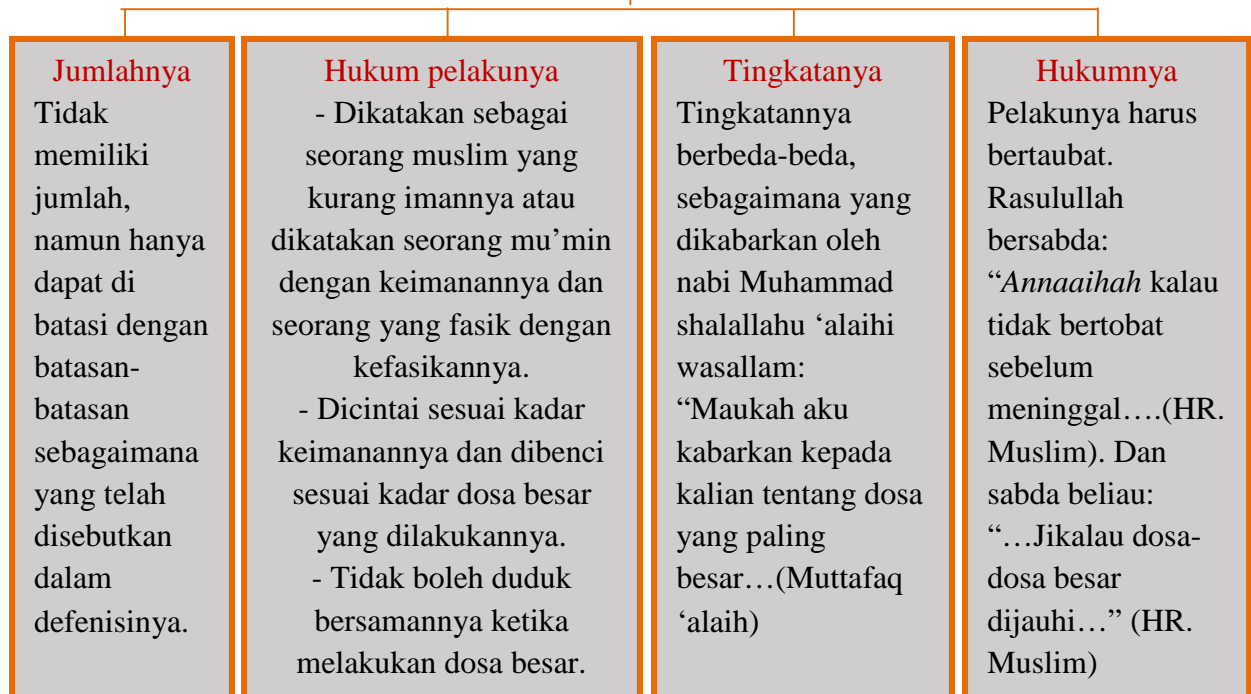 Jumlahnya
Tidak
memiliki
jumlah,
namun hanya
dapat di
batasi dengan
batasan-
batasan
sebagaimana
yang telah
disebutkan
dalam
defenisinya.
Hukum pelakunya
- Dikatakan sebagai
seorang muslim yang
kurang imannya atau
dikatakan seorang mu’min
dengan keimanannya dan
seorang yang fasik dengan
kefasikannya.
- Dicintai sesuai kadar
keimanannya dan dibenci
sesuai kadar dosa besar
yang dilakukannya.
- Tidak boleh duduk
bersamannya ketika
melakukan dosa besar.
Tingkatanya
Tingkatannya
berbeda-beda,
sebagaimana yang
dikabarkan oleh
nabi Muhammad
shalallahu ‘alaihi
wasallam:
“Maukah aku
kabarkan kepada
kalian tentang dosa
yang paling
besar…(Muttafaq
‘alaih)
Hukumnya
Pelakunya harus
bertaubat.
Rasulullah
bersabda:
“Annaaihah kalau
tidak bertobat
sebelum
meninggal….(HR.
Muslim). Dan
sabda beliau:
“…Jikalau dosa-
dosa besar
dijauhi…” (HR.
Muslim)